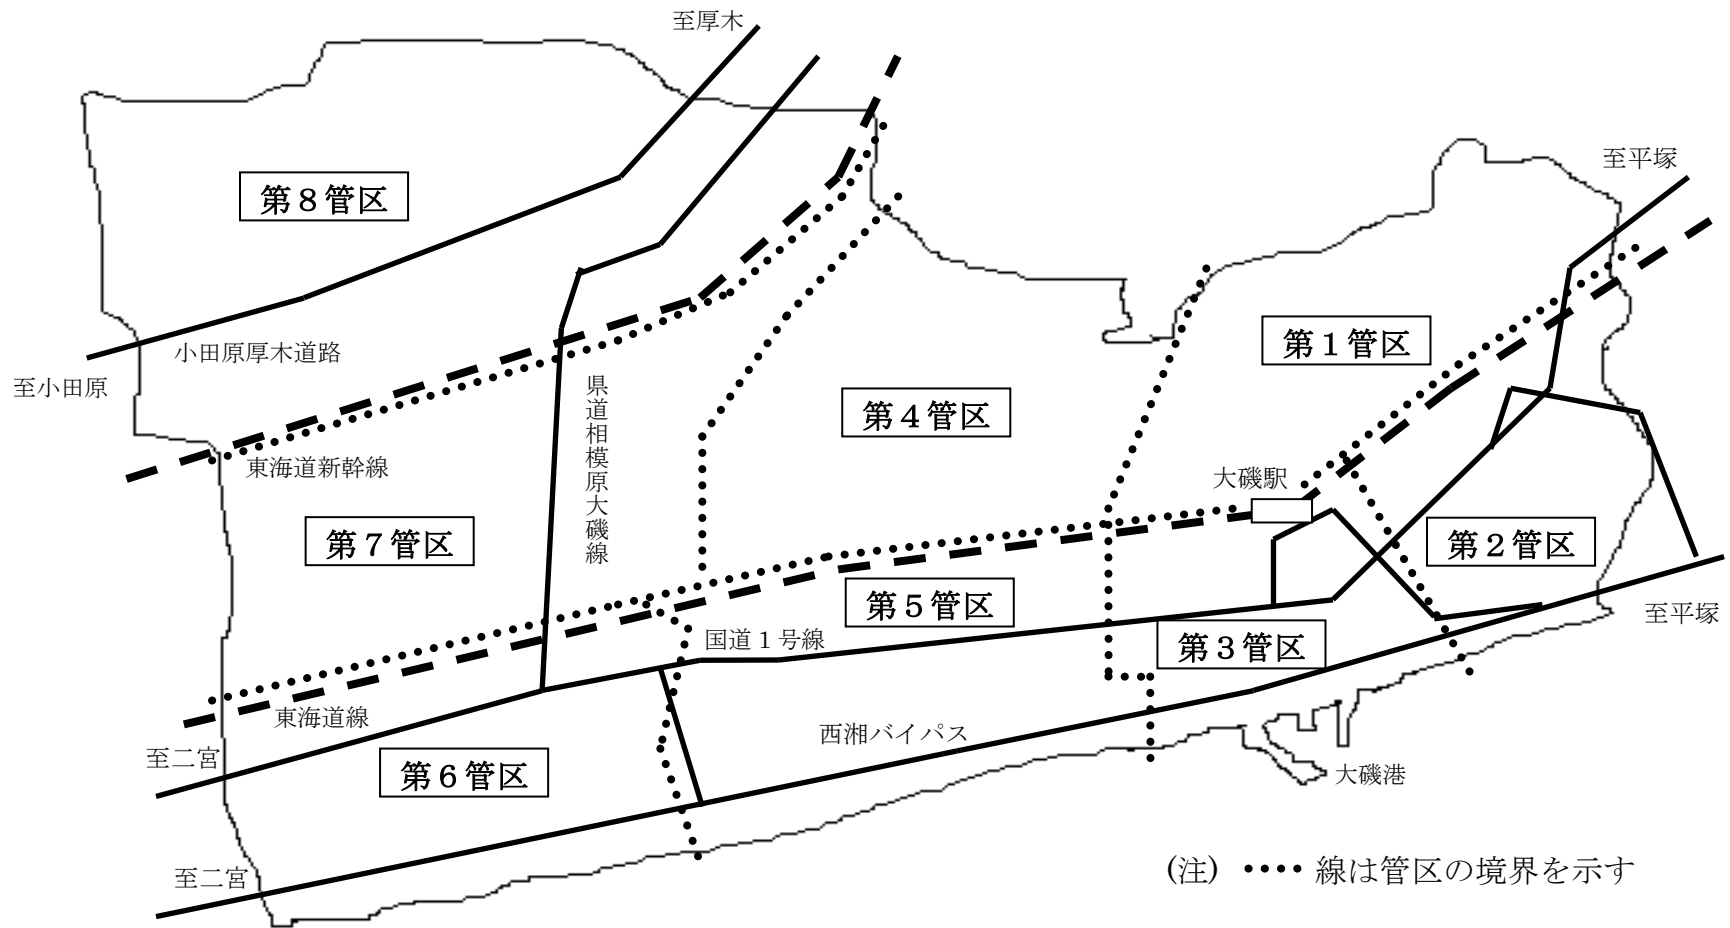 至厚木
至平塚
第８管区
第１管区
小田原厚木道路
至小田原
県道相模原大磯線
第４管区
東海道新幹線
大磯駅
第７管区
第２管区
第５管区
至平塚
国道１号線
第３管区
東海道線
西湘バイパス
至二宮
第６管区
大磯港
至二宮
(注) ････ 線は管区の境界を示す